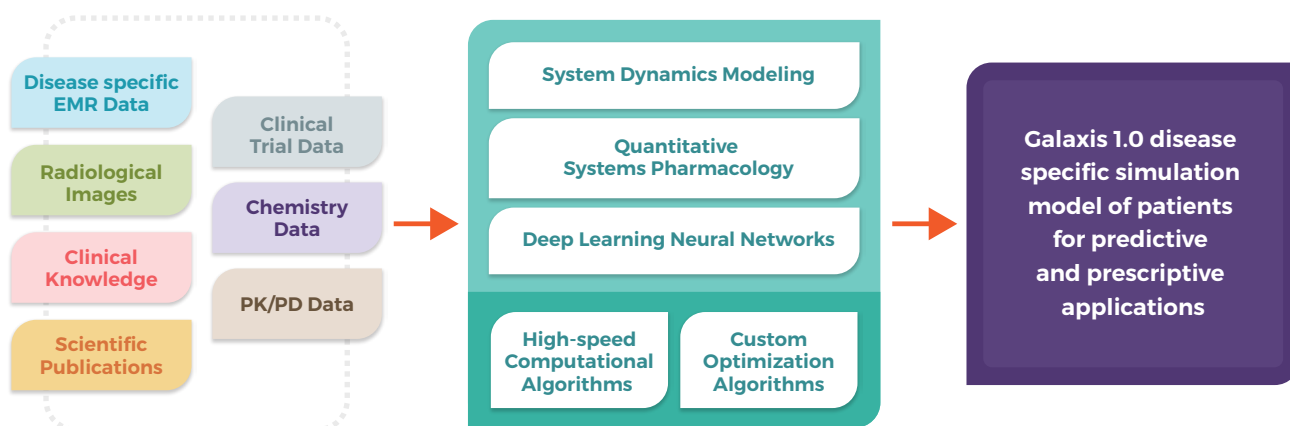 Disease specific
EMR Data
Radiological
Images
Clinical
Knowledge
Scientific
Publications
Clinical
Trial Data
Chemistry
Data
PK/PD Data
System Dynamics Modeling
Quantitative
Systems Pharmacology
Deep Learning Neural Networks
High-speed
Computational
Algorithms
Custom
Optimization
Algorithms
Galaxis 1.0 disease
specific simulation
model of patients
for predictive
and prescriptive
applications